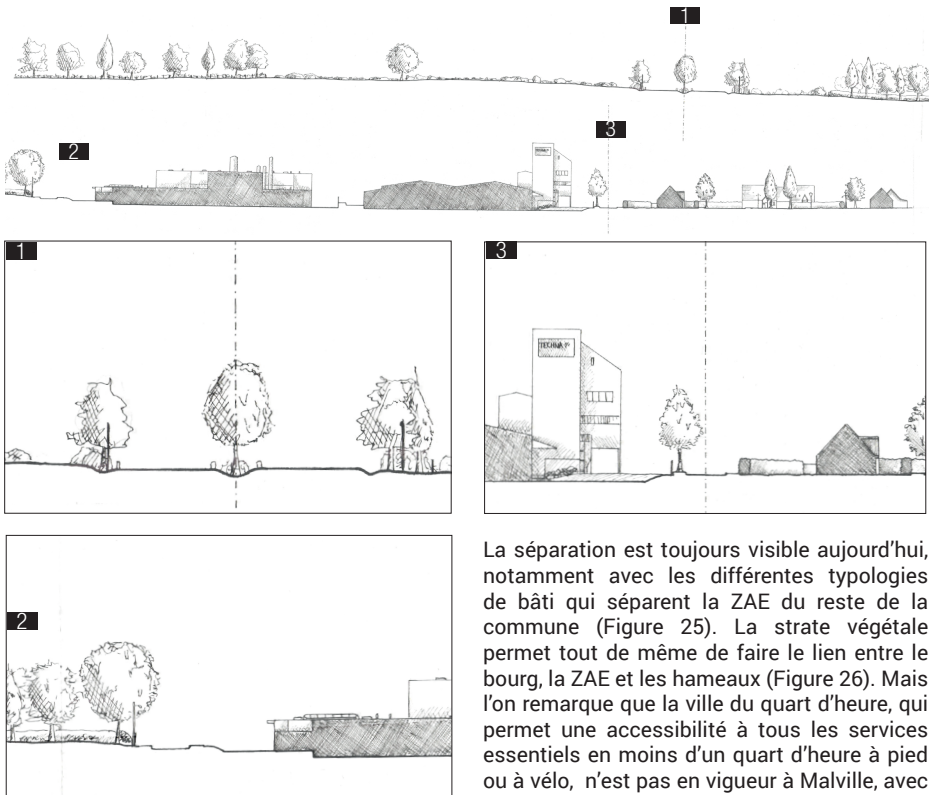 1
3
2
1
3
2
La séparation est toujours visible aujourd'hui,
notamment avec les différentes typologies
de bâti qui séparent la ZAE du reste de la
commune (Figure 25). La strate végétale
permet tout de même de faire le lien entre le
bourg, la ZAE et les hameaux (Figure 26). Mais
l'on remarque que la ville du quart d'heure, qui
permet une accessibilité à tous les services
essentiels en moins d'un quart d'heure à pied
ou à vélo, n'est pas en vigueur à Malville, avec